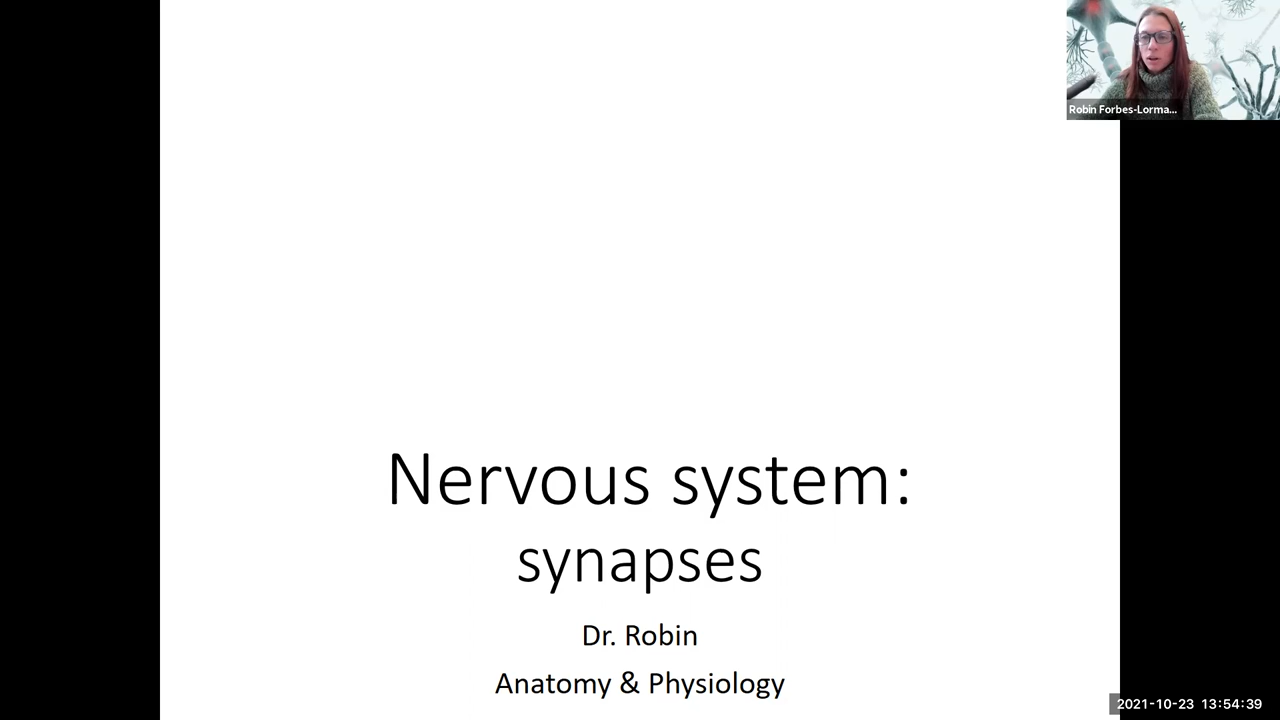 Robin Forbes-Lorma...
Nervous system:
synapses
Dr. Robin
Anatomy & Physiology
2021-10-23 13:54:39